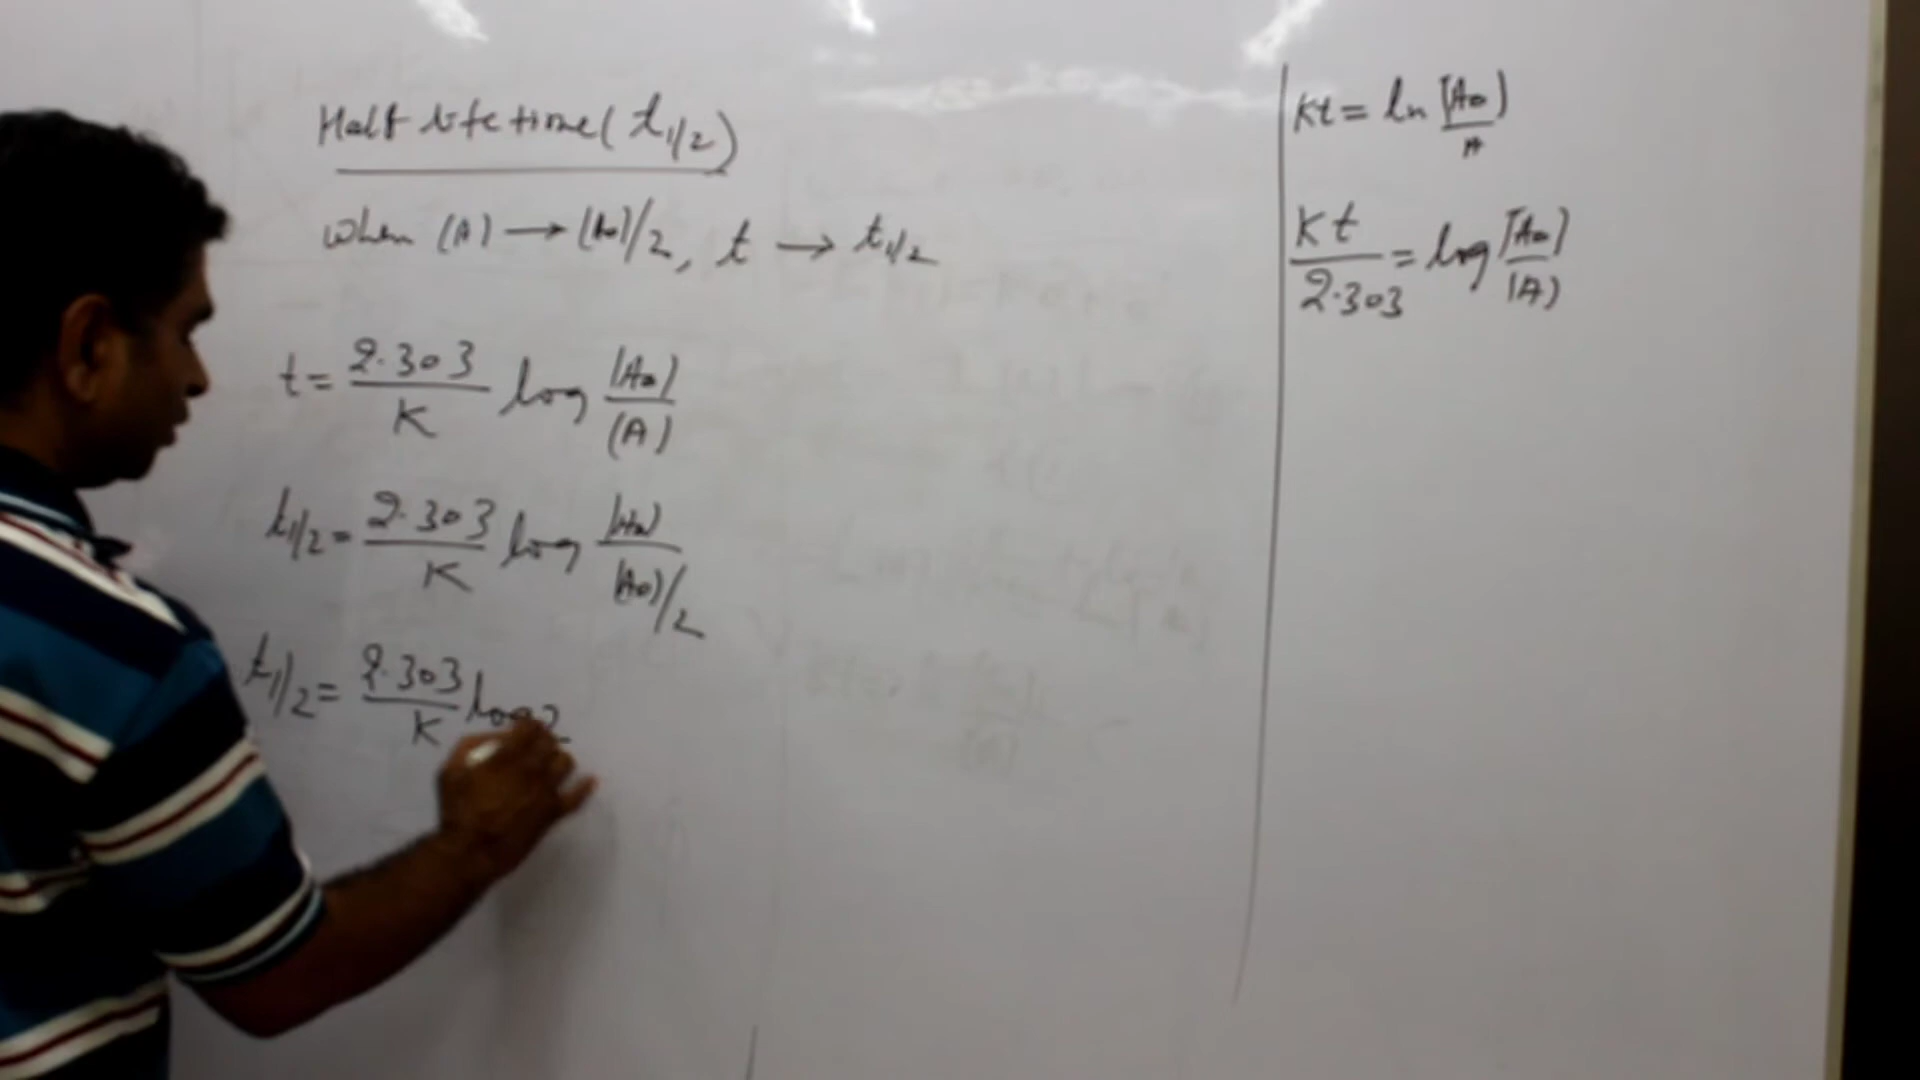 Half life time (t1/2)
when (A) → [A0]/2, t → t1/2
t = 2.303/K log [A0]/(A)
t1/2 = 2.303/K log [A0]/[A0]/2
t1/2 = 2.303/K log 2
Kt = ln [A0]/A
Kt/2.303 = log [A0]/(A)